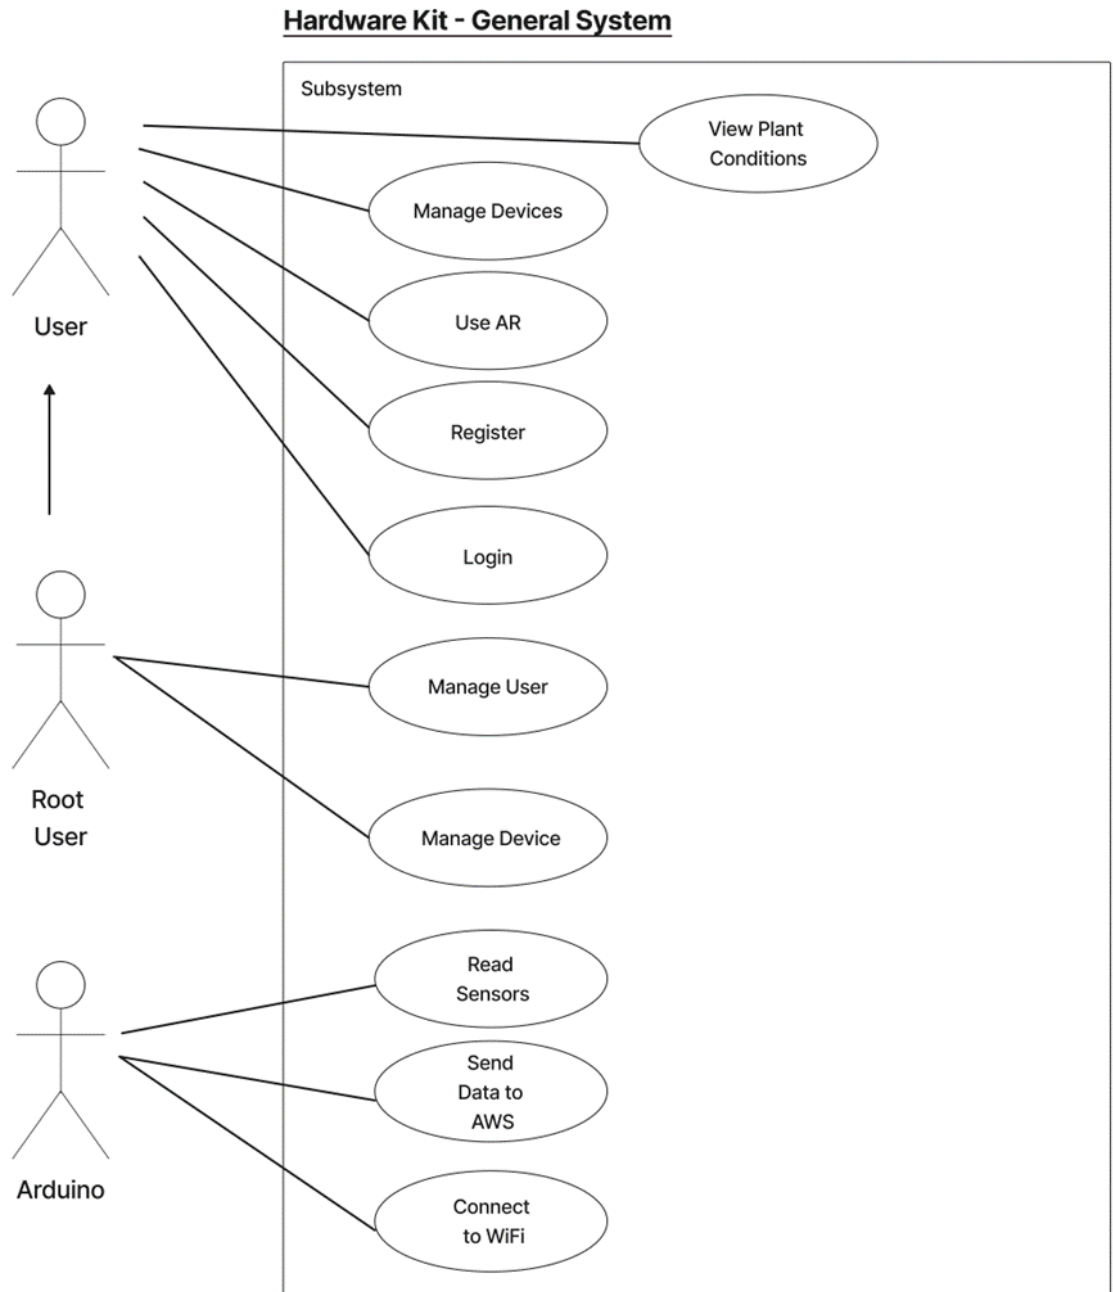 Hardware Kit - General System
Subsystem
View Plant
Conditions
Manage Devices
Use AR
User
Register
Login
Manage User
Root
User
Manage Device
Read
Sensors
Send
Data to
AWS
Arduino
Connect
to WiFi